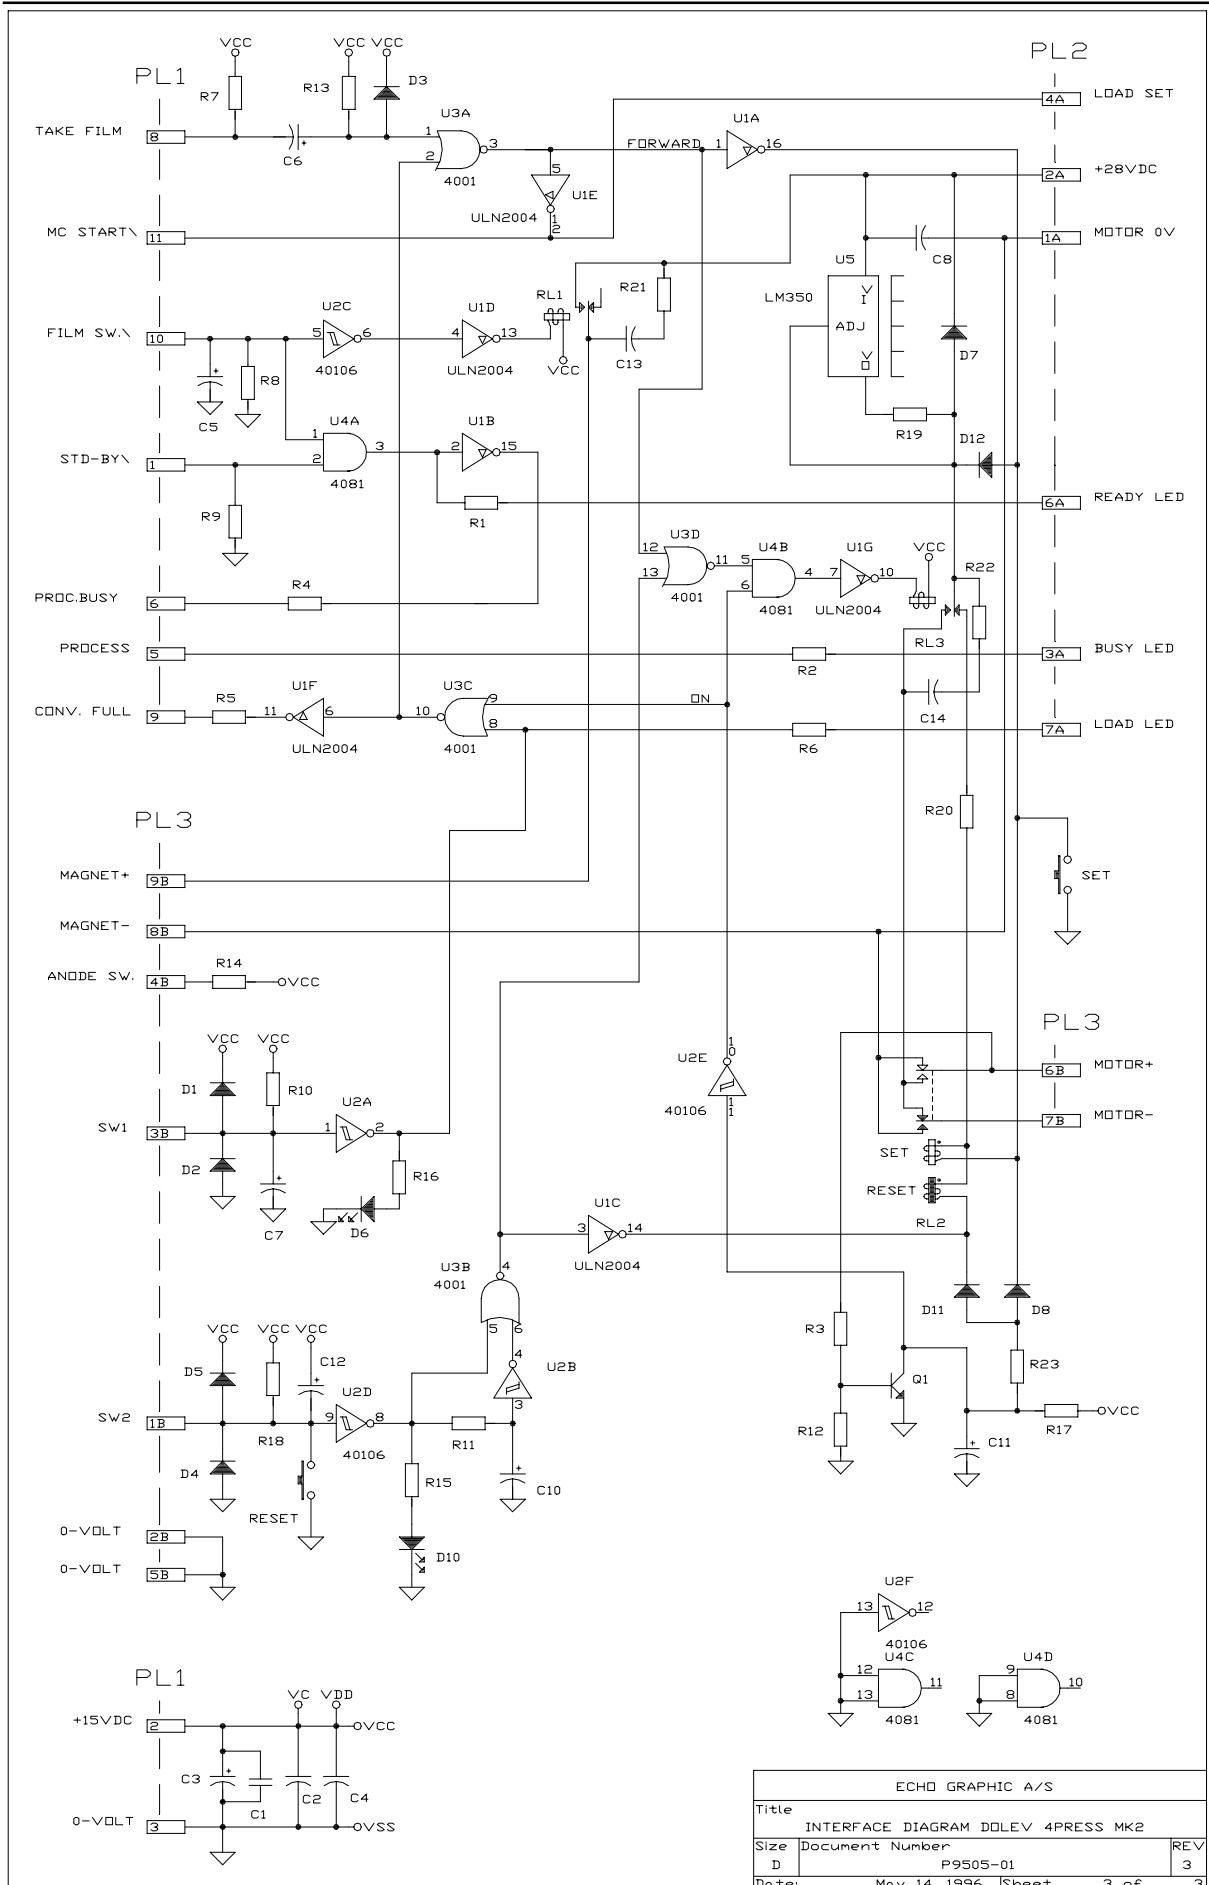 VCC
VCC VCC
PL1
PL2
R7
R13
D3
4A LOAD SET
U3A
U1A
TAKE FILM 8
1
2
3
FORWARD
1
16
C6
+
4001
5
U1E
2A +28VDC
ULN2004
1
2
MC START\ 11
1A MOTOR 0V
C8
U5
R21
RL1
LM350
V
I
ADJ
V
O
U2C
U1D
FILM SW.\ 10
5
6
4
13
D7
40106
ULN2004
VCC
C13
+
R8
C5
R19
U4A
U1B
1
2
3
2
15
D12
STD-BY\ 1
4081
ULN2004
R1
6A READY LED
R9
U3D
U4B
U1G
VCC
12
13
11
5
6
4
7
10
R22
4001
4081
ULN2004
R4
PROC.BUSY 6
RL3
PROCESS 5
R2
3A BUSY LED
U1F
U3C
R5
CONV. FULL 9
11
6
10
9
8
ON
C14
ULN2004
4001
R6
7A LOAD LED
R20
PL3
MAGNET+ 9B
SET
MAGNET- 8B
R14
ANODE SW. 4B
VCC
PL3
VCC VCC
U2E
1
0
40106
1
1
6B MOTOR+
D1
R10
U2A
7B MOTOR-
SW1 3B
1
2
D2
+
C7
R16
D6
SET
+
RESET
+
RL2
U1C
3
14
ULN2004
U3B
4001
4
5
6
D11
D8
R3
VCC VCC VCC
C12
+
D5
4
U2B
3
R23
Q1
U2D
SW2 1B
9
8
R18
40106
R11
R12
+
C11
R17
VCC
D4
R15
+
C10
RESET
0-VOLT 2B
D10
0-VOLT 5B
U2F
13
12
40106
U4C
12
13
11
4081
U4D
9
8
10
4081
PL1
VC VDD
+15VDC 2
VCC
C3
+
C1
C2
C4
0-VOLT 3
VSS
ECHO GRAPHIC A/S
Title
INTERFACE DIAGRAM DOLEV 4PRESS MK2
Size Document Number REV
D P9505-01 3
Date: May 14, 1996 Sheet 3 of 3